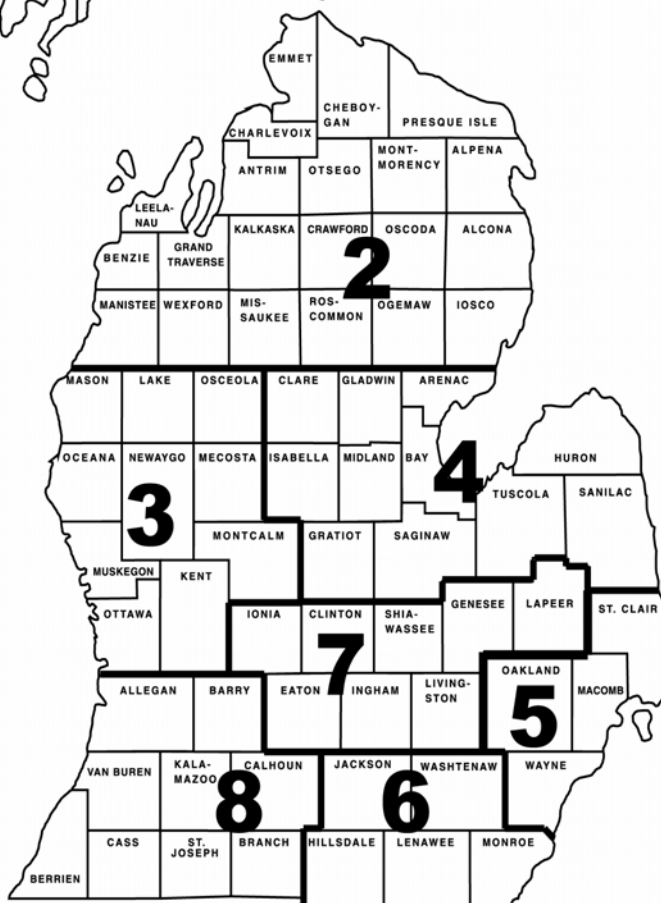 EMMET
CHEBOY-
GAN
PRESQUE ISLE
CHARLEVOIX
ANTRIM
OTSEGO
MONT-
MORENCY
ALPENA
LEELA-
NAU
KALKASKA
CRAWFORD
OSCODA
ALCONA
BENZIE
GRAND
TRAVERSE
2
MANISTEE
WEXFORD
MIS-
SAUKEE
ROS-
COMMON
OGEMAW
IOSCO
MASON
LAKE
OSCEOLA
CLARE
GLADWIN
ARENAC
OCEANA
NEWAYGO
MECOSTA
ISABELLA
MIDLAND
BAY
4
HURON
TUSCOLA
SANILAC
3
MONTCALM
GRATIOT
SAGINAW
MUSKEGON
KENT
OTTAWA
IONIA
CLINTON
SHIA-
WASSEE
GENESEE
LAPEER
ST. CLAIR
7
ALLEGAN
BARRY
EATON
INGHAM
LIVING-
STON
OAKLAND
MACOMB
5
VAN BUREN
KALA-
MAZOO
CALHOUN
JACKSON
WASHTENAW
WAYNE
8
6
CASS
ST.
JOSEPH
BRANCH
HILLSDALE
LENAWEE
MONROE
BERRIEN